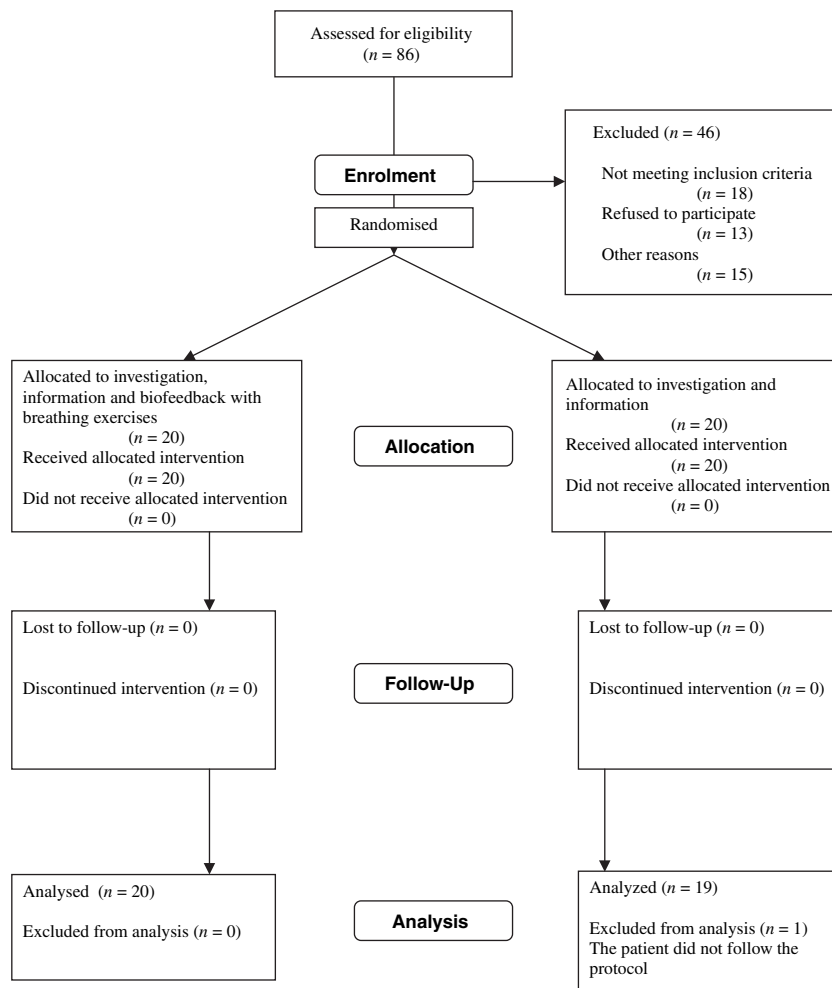 Assessed for eligibility
(n = 86)
Excluded (n = 46)
Not meeting inclusion criteria
(n = 18)
Refused to participate
(n = 13)
Other reasons
(n = 15)
Enrolment
Randomised
Allocated to investigation,
information and biofeedback with
breathing exercises
(n = 20)
Received allocated intervention
(n = 20)
Did not receive allocated intervention
(n = 0)
Allocation
Allocated to investigation and
information
(n = 20)
Received allocated intervention
(n = 20)
Did not receive allocated intervention
(n = 0)
Lost to follow-up (n = 0)
Discontinued intervention (n = 0)
Follow-Up
Lost to follow-up (n = 0)
Discontinued intervention (n = 0)
Analysed (n = 20)
Excluded from analysis (n = 0)
Analysis
Analyzed (n = 19)
Excluded from analysis (n = 1)
The patient did not follow the
protocol